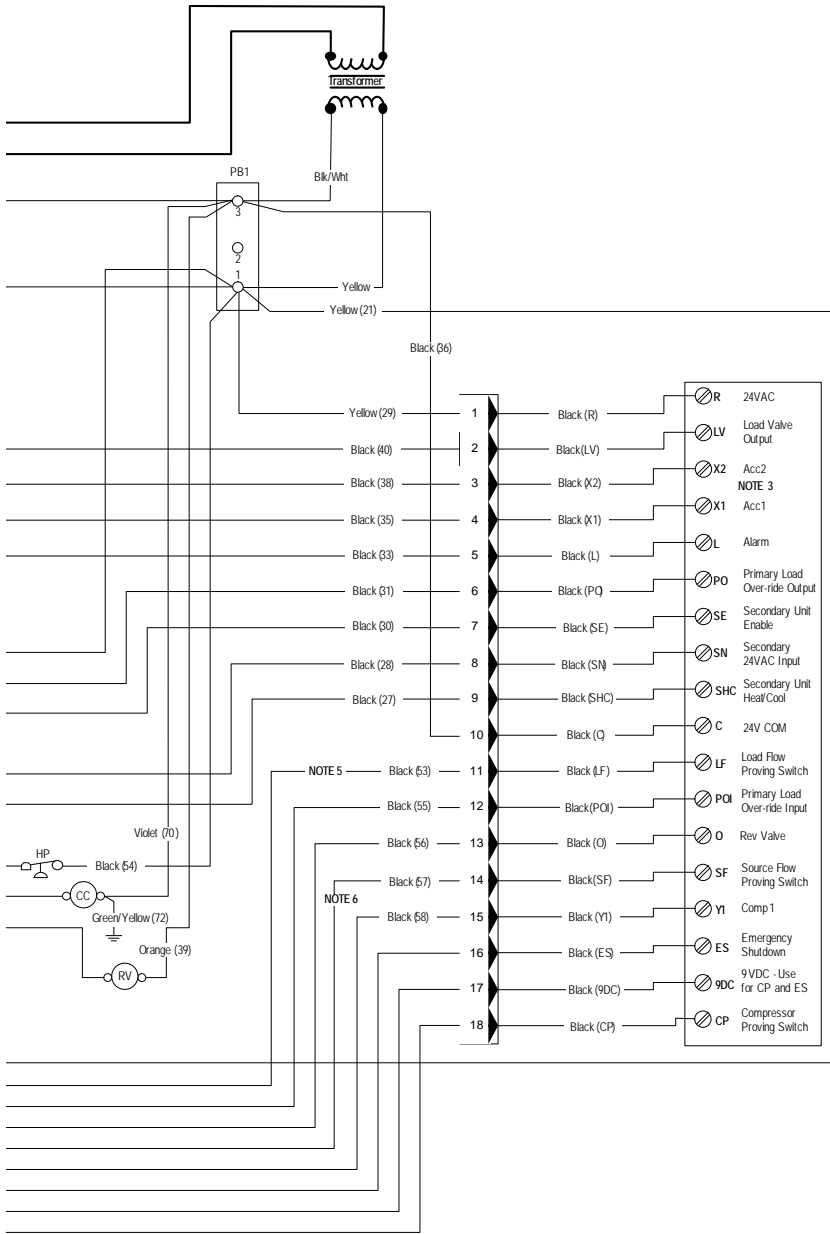 Transformer
PB1
Blk/Wht
3
2
1
Yellow
Yellow (21)
Black (36)
Yellow (29)
1
Black (R)
R
24VAC
Black (40)
2
Black (LV)
LV
Load Valve
Output
Black (38)
3
Black (X2)
X2
Acc2
NOTE 3
Black (35)
4
Black (X1)
X1
Acc1
Black (33)
5
Black (L)
L
Alarm
Black (31)
6
Black (PO)
PO
Primary Load
Over-ride Output
Black (30)
7
Black (SE)
SE
Secondary Unit
Enable
Black (28)
8
Black (SN)
SN
Secondary
24VAC Input
Black (27)
9
Black (SHC)
SHC
Secondary Unit
Heal/Cool
10
Black (C)
C
24V COM
NOTE 5
Black (53)
11
Black (LF)
LF
Load Flow
Proving Switch
Black (55)
12
Black (POI)
POI
Primary Load
Over-ride Input
Violet (70)
Black (56)
13
Black (O)
O
Rev Valve
HP
Black (54)
Black (57)
14
Black (SF)
SF
Source Flow
Proving Switch
CC
NOTE 6
Green/Yellow (72)
Black (58)
15
Black (Y1)
Y1
Comp 1
Orange (39)
16
Black (ES)
ES
Emergency
Shutdown
RV
17
Black (9DC)
9DC
9 VDC - Use
for CP and ES
18
Black (CP)
CP
Compressor
Proving Switch